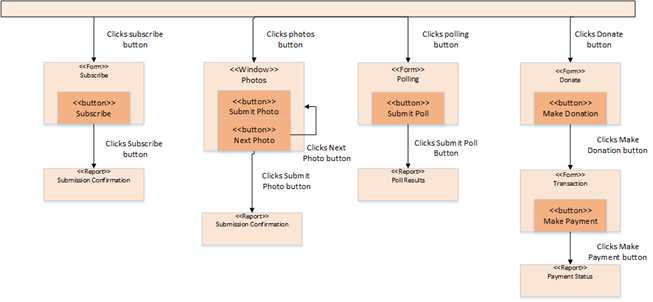 Clicks subscribe
button
Clicks photos
button
Clicks polling
button
Clicks Donate
button
<<Form>>
Subscribe
<<button>>
Subscribe
<<Window>>
Photos
<<button>>
Submit Photo
<<button>>
Next Photo
<<Form>>
Polling
<<button>>
Submit Poll
<<Form>>
Donate
<<button>>
Make Donation
Clicks Subscribe
button
Clicks Next
Photo button
Clicks Submit Poll
Button
Clicks Make
Donation button
<<Report>>
Submission Confirmation
Clicks Submit
Photo button
<<Report>>
Poll Results
<<Form>>
Transaction
<<button>>
Make Payment
<<Report>>
Submission Confirmation
Clicks Make
Payment button
<<Report>>
Payment Status